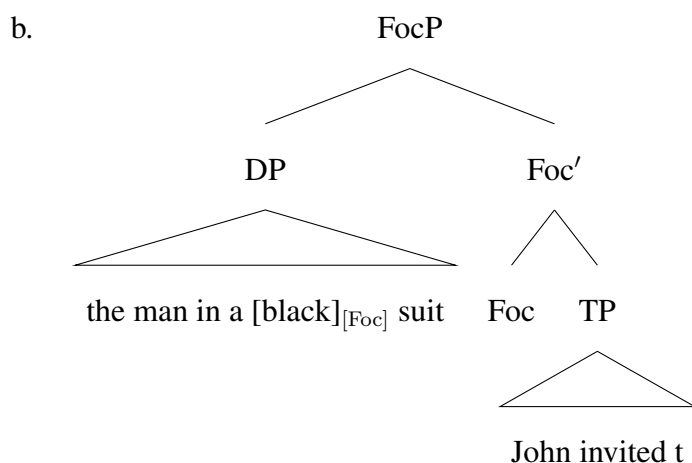 b. FocP
DP Foc′
the man in a [black][Foc] suit Foc TP
John invited t